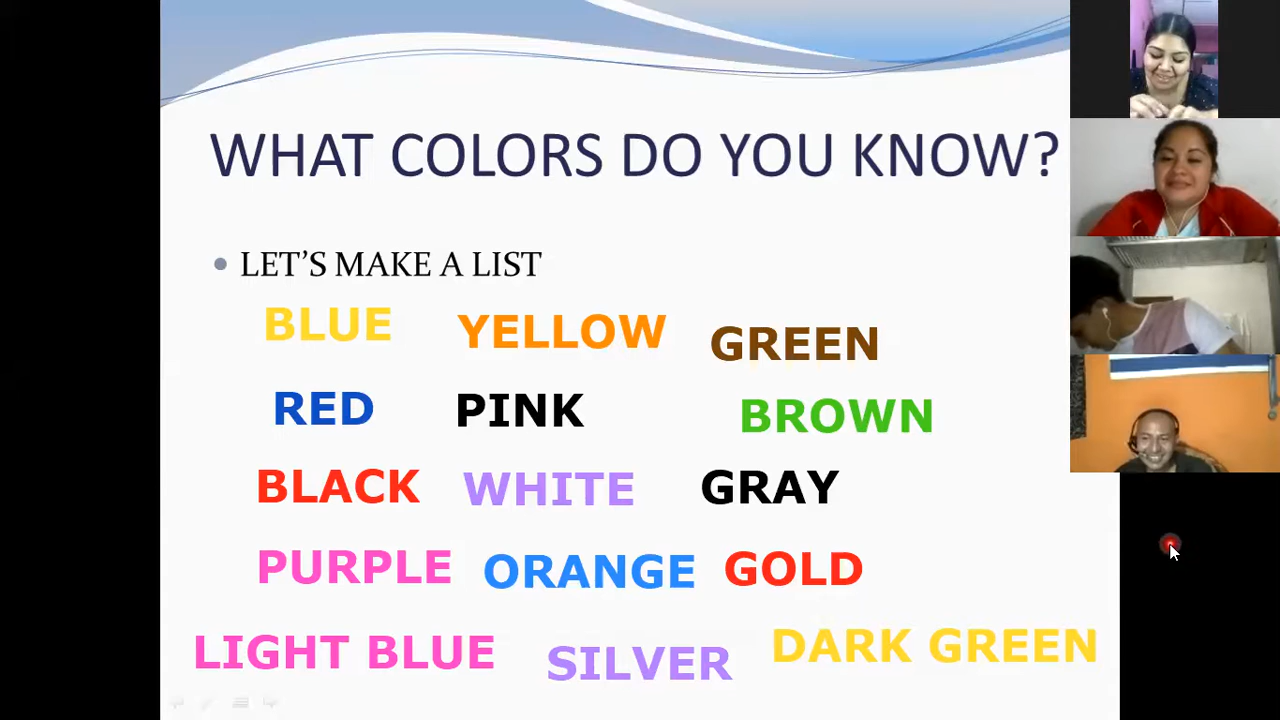 WHAT COLORS DO YOU KNOW?
LET'S MAKE A LIST
BLUE YELLOW GREEN
RED PINK BROWN
BLACK WHITE GRAY
PURPLE ORANGE GOLD
LIGHT BLUE SILVER DARK GREEN